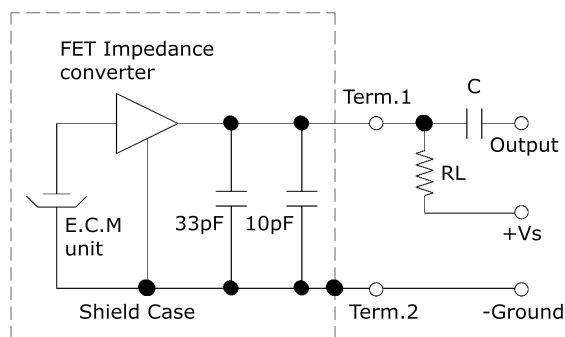 FET Impedance
converter
Term.1
C
Output
RL
+Vs
E.C.M
unit
33pF
10pF
Shield Case
Term.2
-Ground